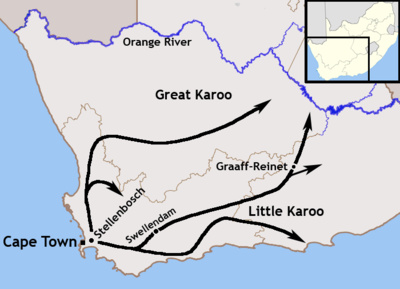 Orange River
Great Karoo
Graaff-Reinet
Stellenbosch
Swellendam
Little Karoo
Cape Town